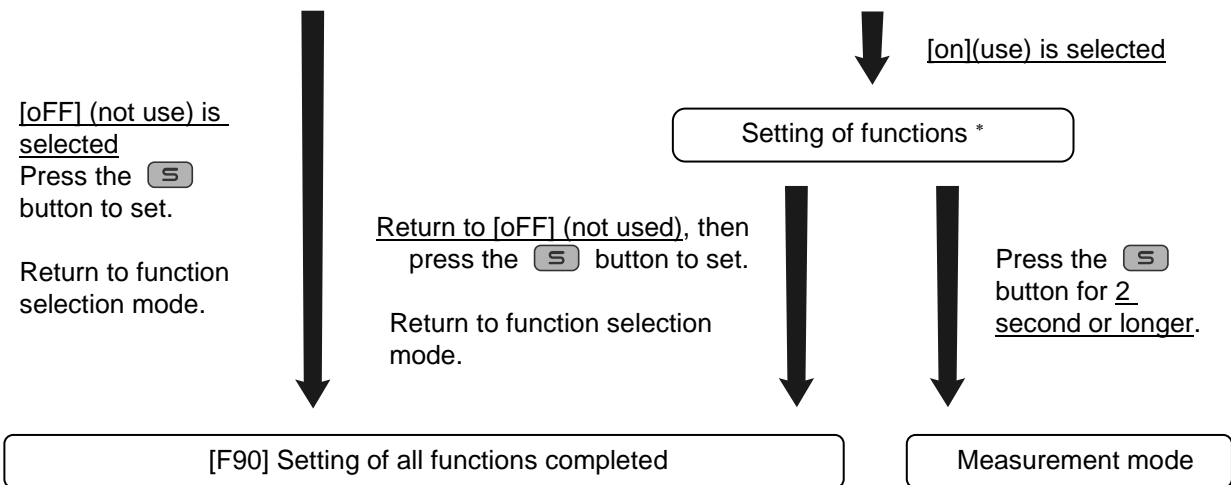 [on](use) is selected
[oFF] (not use) is
selected
Press the S
button to set.
Return to function
selection mode.
Setting of functions *
Return to [oFF] (not used), then
press the S button to set.
Return to function selection
mode.
Press the S
button for 2
second or longer.
[F90] Setting of all functions completed
Measurement mode